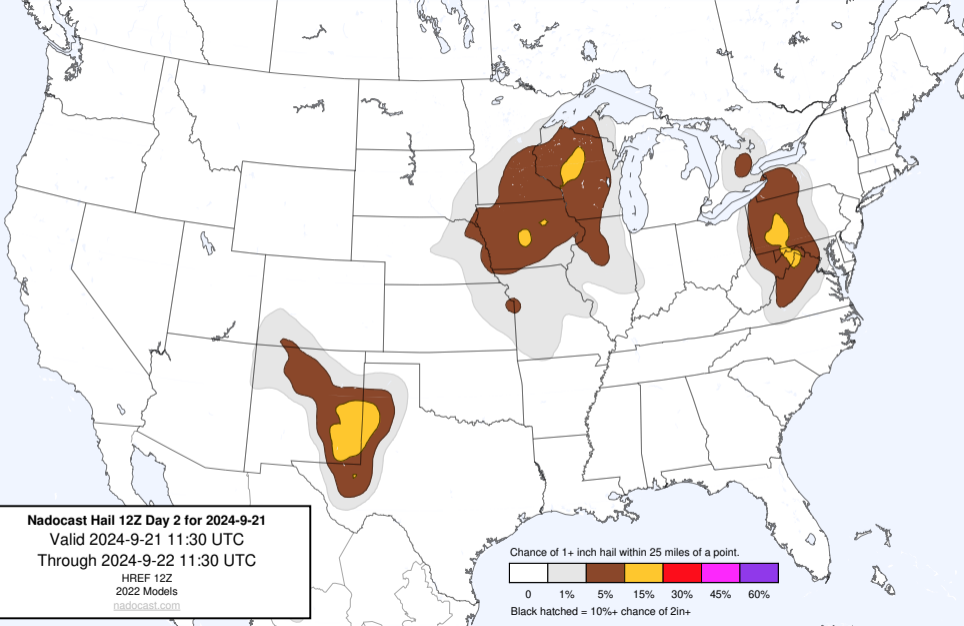 Nadocast Hail 12Z Day 2 for 2024-9-21
Valid 2024-9-21 11:30 UTC
Through 2024-9-22 11:30 UTC
HREF 12Z
2022 Models
nadocast.com
Chance of 1+ inch hail within 25 miles of a point.
0 1% 5% 15% 30% 45% 60%
Black hatched = 10%+ chance of 2in+